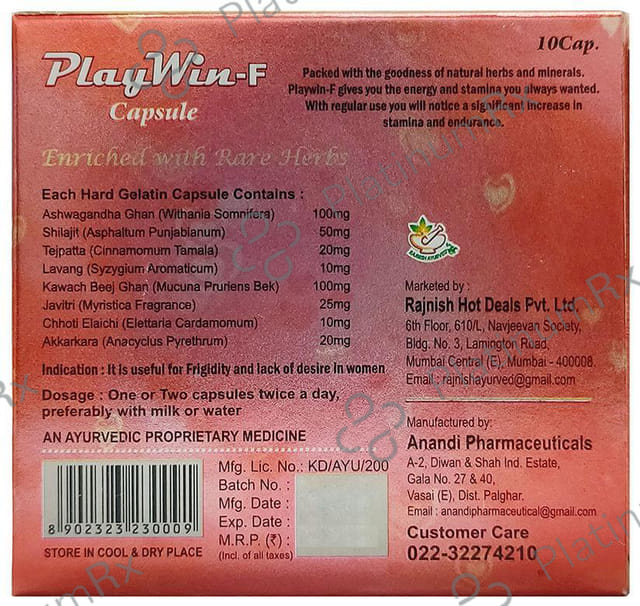 10Cap.
PlayWin-F
Capsule
Packed with the goodness of natural herbs and minerals.
Playwin-F gives you the energy and stamina you always wanted.
With regular use you will notice a significant increase in
stamina and endurance.
Enriched with Rare Herbs
Each Hard Gelatin Capsule Contains :
Ashwagandha Ghan (Withania Somnifera) 100mg
Shilajit (Asphaltum Punjabianum) 50mg
Tejpatta (Cinnamomum Tamala) 20mg
Lavang (Syzygium Aromaticum) 10mg
Kawach Beej Ghan (Mucuna Pruriens Bek) 100mg
Javitri (Myristica Fragrance) 25mg
Chhoti Elaichi (Elettaria Cardamomum) 10mg
Akkarkara (Anacyclus Pyrethrum) 20mg
Indication : It is useful for Frigidity and lack of desire in women
Dosage : One or Two capsules twice a day,
preferably with milk or water
AN AYURVEDIC PROPRIETARY MEDICINE
8 902323 230009
STORE IN COOL & DRY PLACE
Mfg. Lic. No.: KD/AYU/200
Batch No. :
Mfg. Date :
Exp. Date :
M.R.P. (₹) :
(Incl. of all taxes)
RAJNISH AYURVED
Marketed by :
Rajnish Hot Deals Pvt. Ltd.
6th Floor, 610/L, Navjeevan Society,
Bldg. No. 3, Lamington Road,
Mumbai Central (E), Mumbai - 400008.
Email : rajnishayurved@gmail.com
Manufactured by:
Anandi Pharmaceuticals
A-2, Diwan & Shah Ind. Estate,
Gala No. 27 & 40,
Vasai (E), Dist. Palghar.
Email : anandipharmaceutical@gmail.com
Customer Care
022-32274210
PlatinumRx
PlatinumRx
PlatinumRx